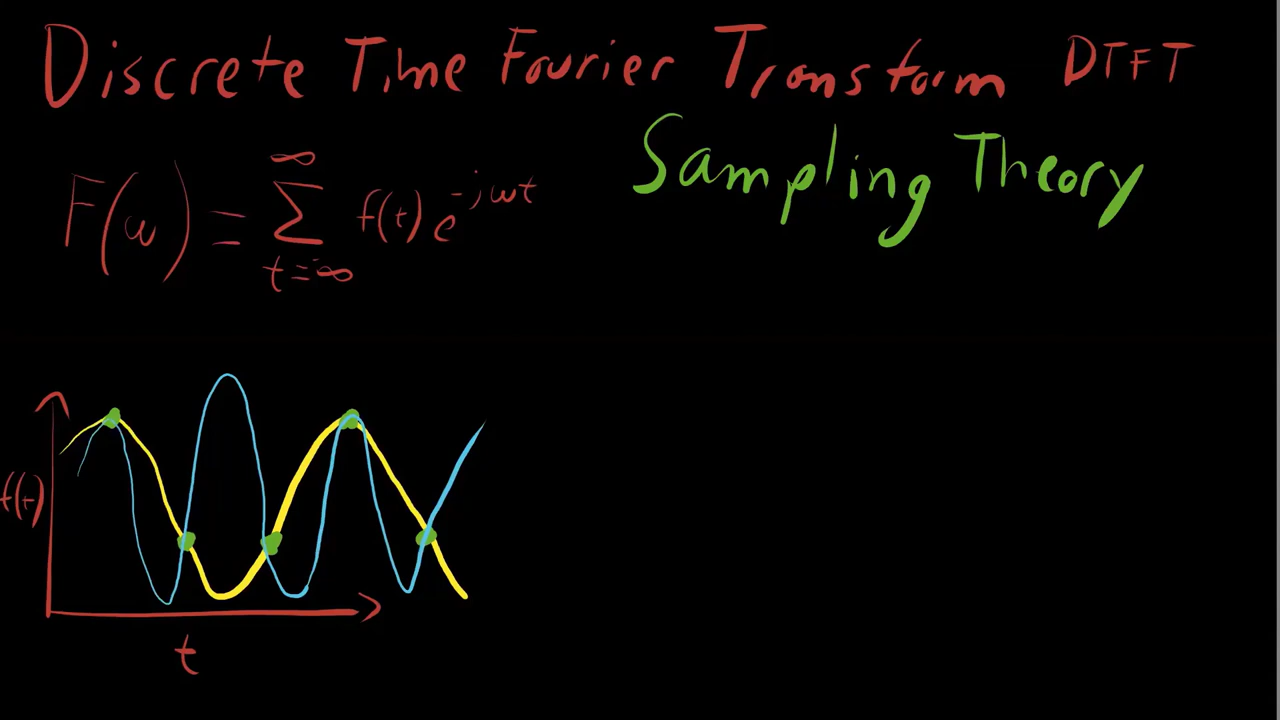 Discrete Time Fourier Transform DTFT
Sampling Theory
F(ω) = ∑ f(t) e^{-jωt}
∞
t=-∞
f(t)
t